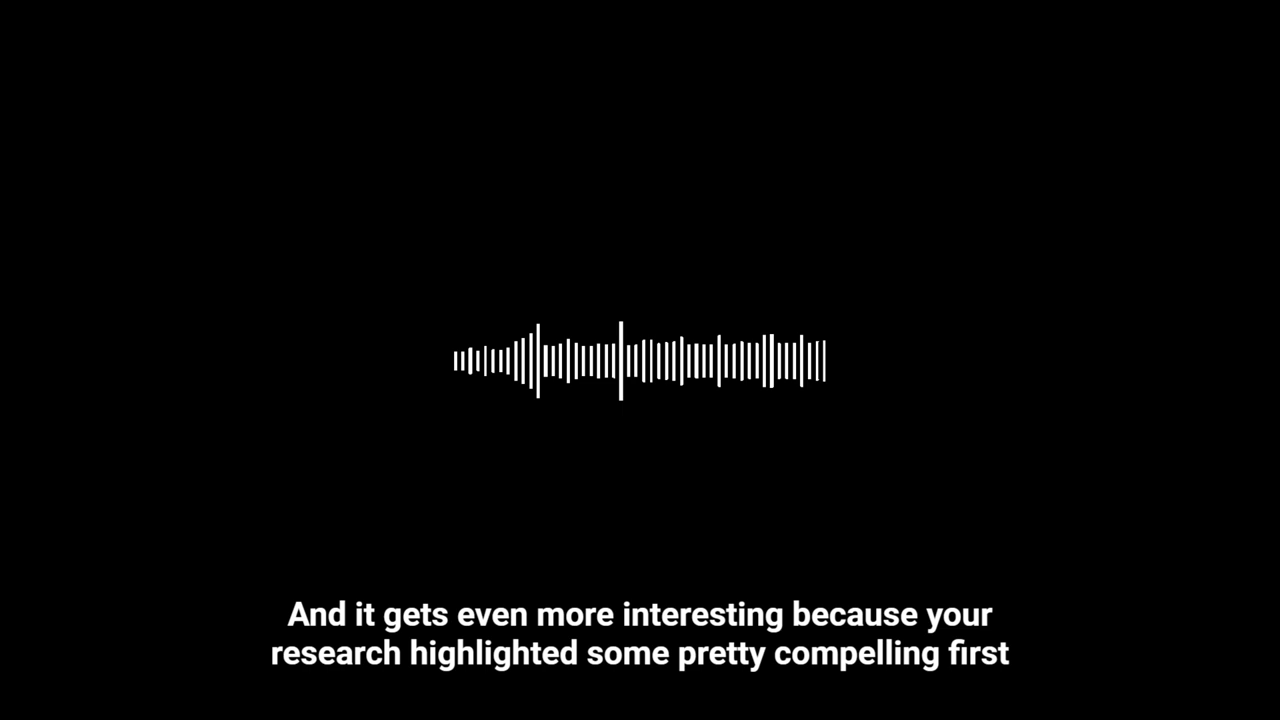 And it gets even more interesting because your
research highlighted some pretty compelling first